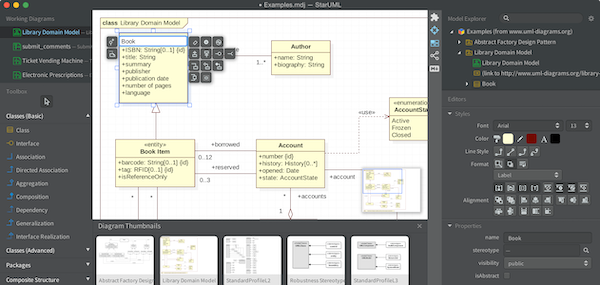 • Examples.mdj — StarUML
Working Diagrams
Library Domain Model
submit_comments
Ticket Vending Machine
Electronic Prescriptions
Toolbox
Classes (Basic)
Class
Interface
Association
Directed Association
Aggregation
Composition
Dependency
Generalization
Interface Realization
Classes (Advanced)
Packages
Composite Structure
class Library Domain Model
Book
+ISBN: String[0..1] {id}
+title: String
+summary
+publisher
+publication date
+number of pages
+language
1..*
Author
+name: String
+biography: String
«use»
«enumeration
AccountSta
Active
Frozen
Closed
«entity»
Book Item
+barcode: String[0..1] {id}
+tag: RFID[0..1] {id}
+isReferenceOnly
+borrowed
0..12
+reserved
0..3
Account
+number {id}
+history: History[0..*]
+opened: Date
+state: AccountState
+account
+accounts
*
*
*
1
Diagram Thumbnails
Abstract Factory Design
Library Domain Model
StandardProfileL2
Robustness Stereotype
StandardProfileL3
MD
Model Explorer
Examples (from www.uml-diagrams.org)
Abstract Factory Design Pattern
Library Domain Model
Library Domain Model
(link to http://www.uml-diagrams.org/library-
Book
Editors
Styles
Font
Arial
13
Color
Line Style
Format
Label
Alignment
Properties
name
Book
stereotype
—
visibility
public
isAbstract